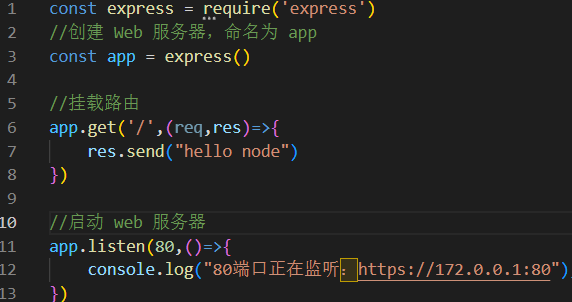 1 const express = require('express')
2 //创建 Web 服务器，命名为 app
3 const app = express()
4
5 //挂载路由
6 app.get('/',(req,res)=>{
7 res.send("hello node")
8 })
9
10 //启动 web 服务器
11 app.listen(80,()=>{
12 console.log("80端口正在监听：https://172.0.0.1:80")
13 })